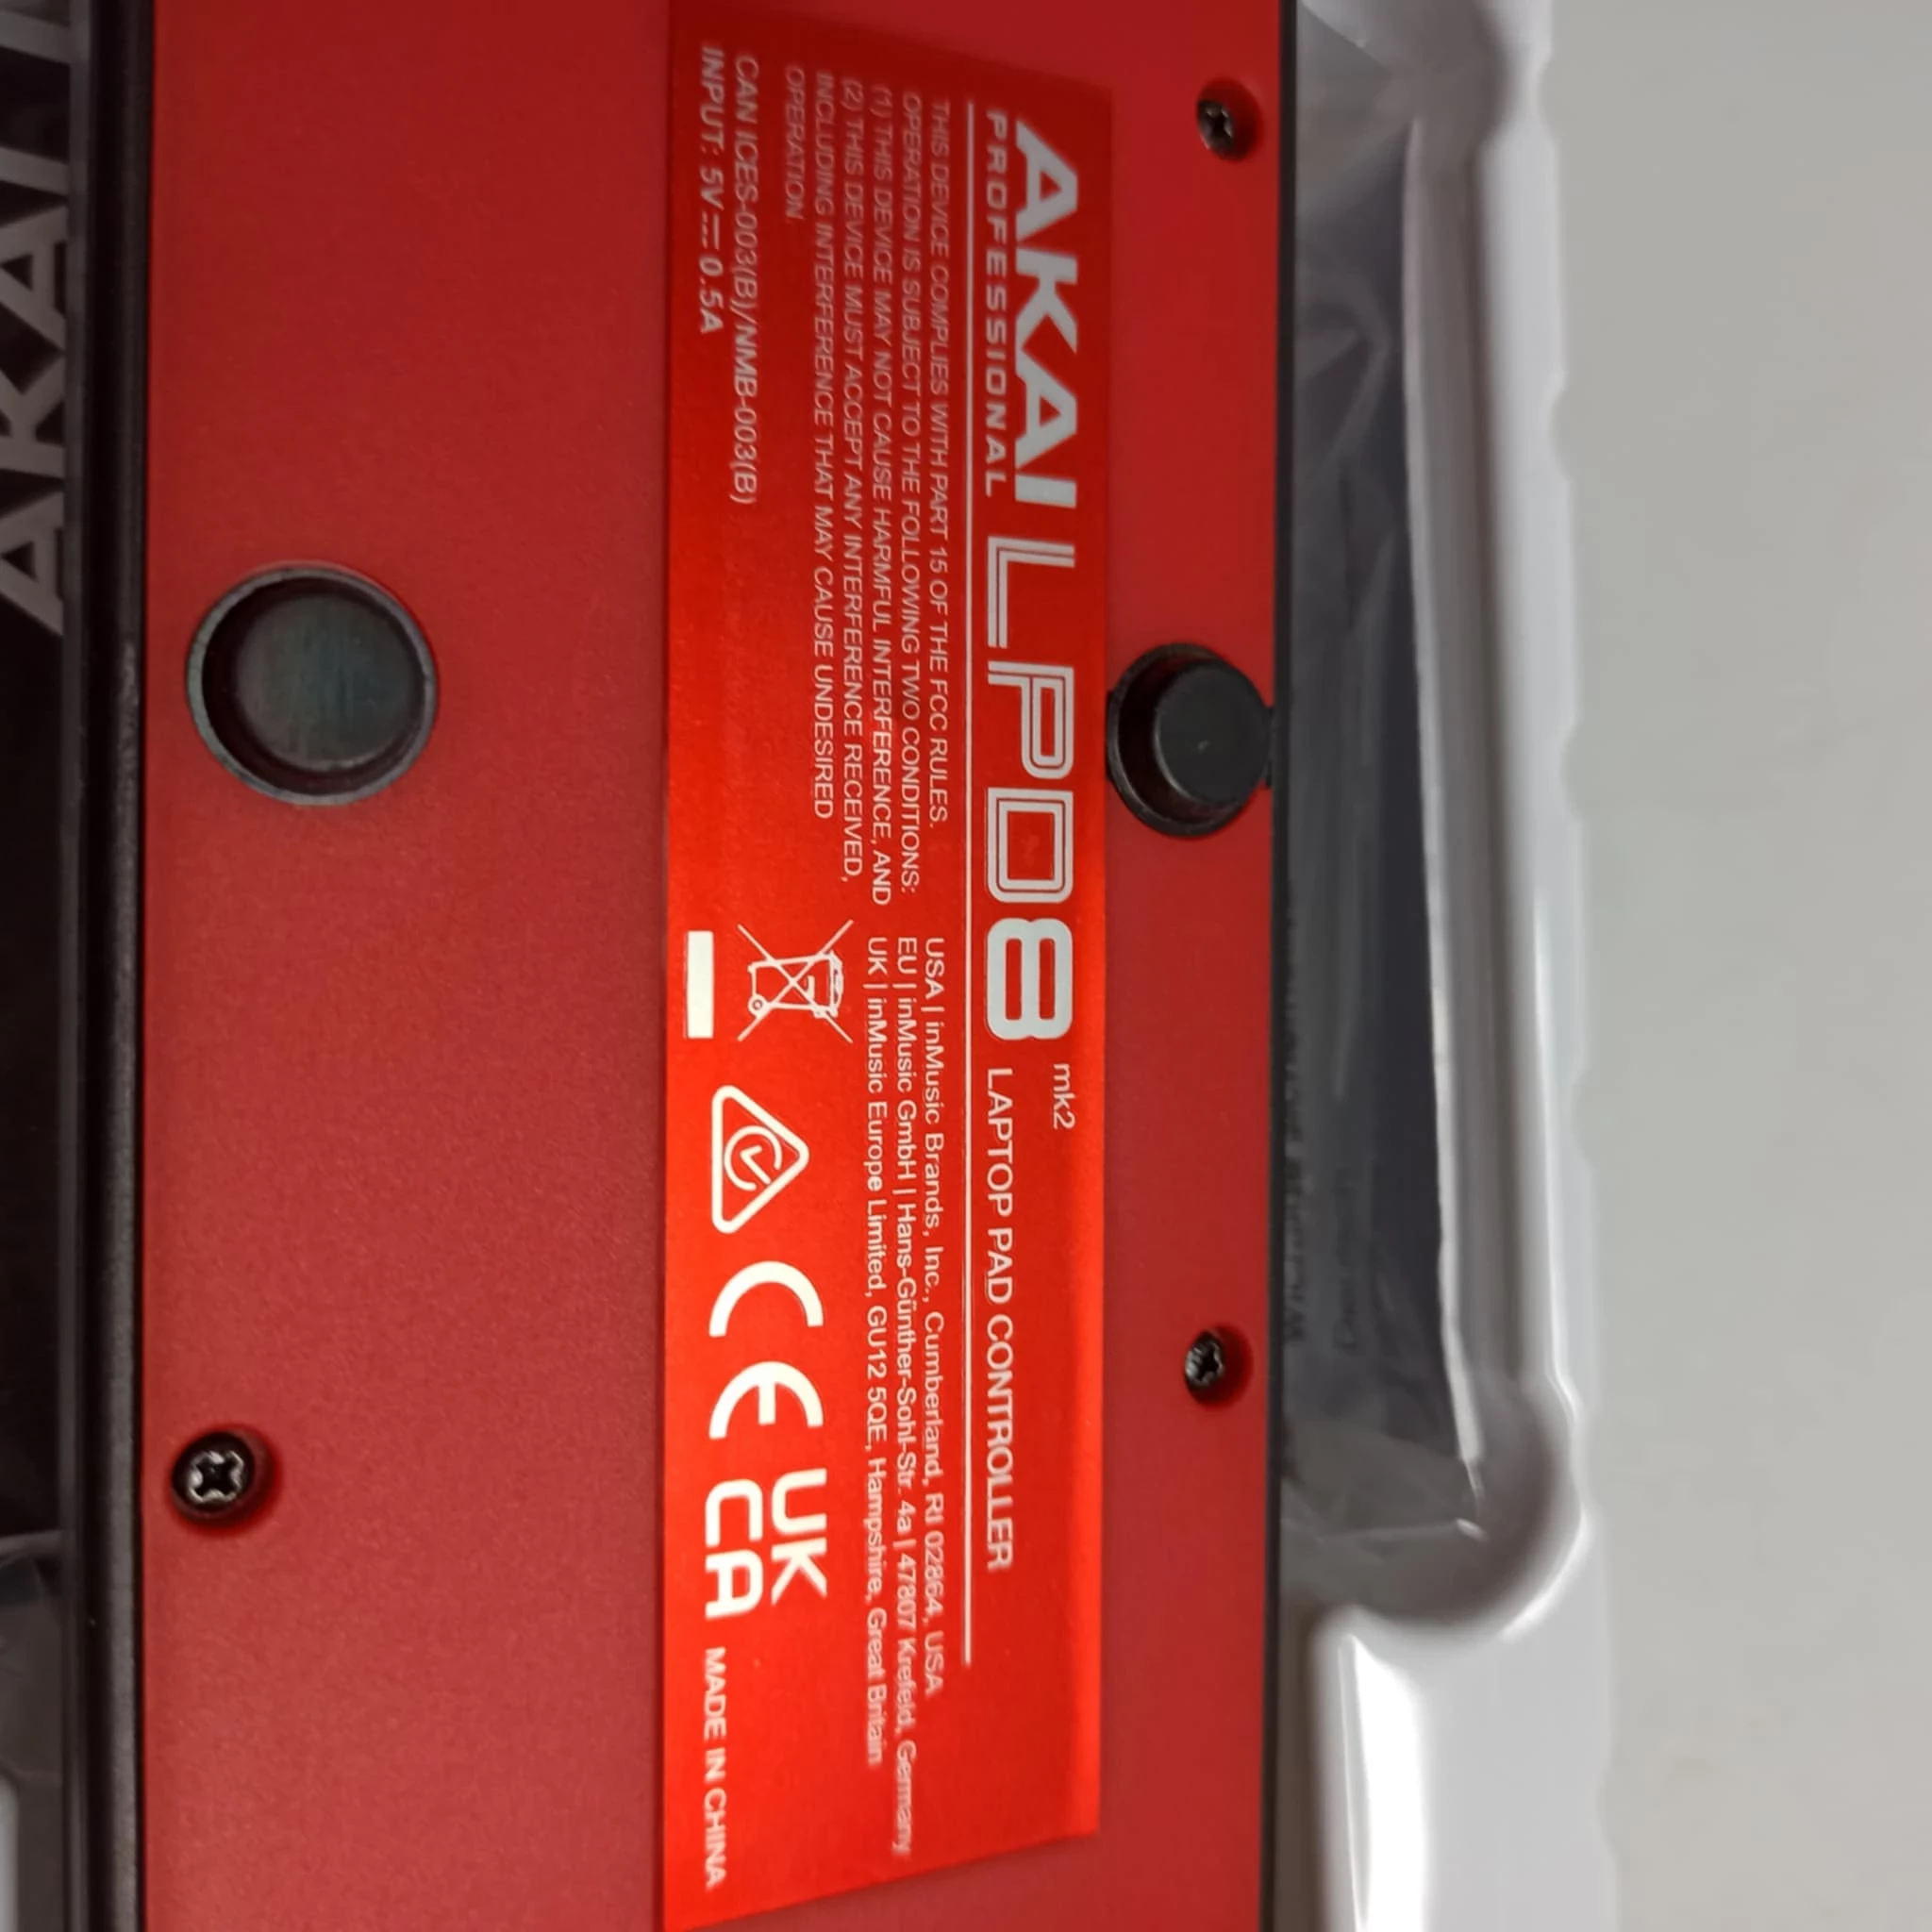 AKAI LPD8 mk2
PROFESSIONAL LAPTOP PAD CONTROLLER
THIS DEVICE COMPLIES WITH PART 15 OF THE FCC RULES.
OPERATION IS SUBJECT TO THE FOLLOWING TWO CONDITIONS:
(1) THIS DEVICE MAY NOT CAUSE HARMFUL INTERFERENCE, AND
(2) THIS DEVICE MUST ACCEPT ANY INTERFERENCE RECEIVED,
INCLUDING INTERFERENCE THAT MAY CAUSE UNDESIRED
OPERATION.
CAN ICES-003(B)/NMB-003(B)
INPUT: 5V⎓0.5A
USA | inMusic Brands, Inc., Cumberland, RI 02864, USA
EU | inMusic GmbH | Hans-Günther-Sohl-Str. 4a | 47807 Krefeld, Germany
UK | inMusic Europe Limited, GU12 5QE, Hampshire, Great Britain
CE
UK
CA
MADE IN CHINA
AKAI